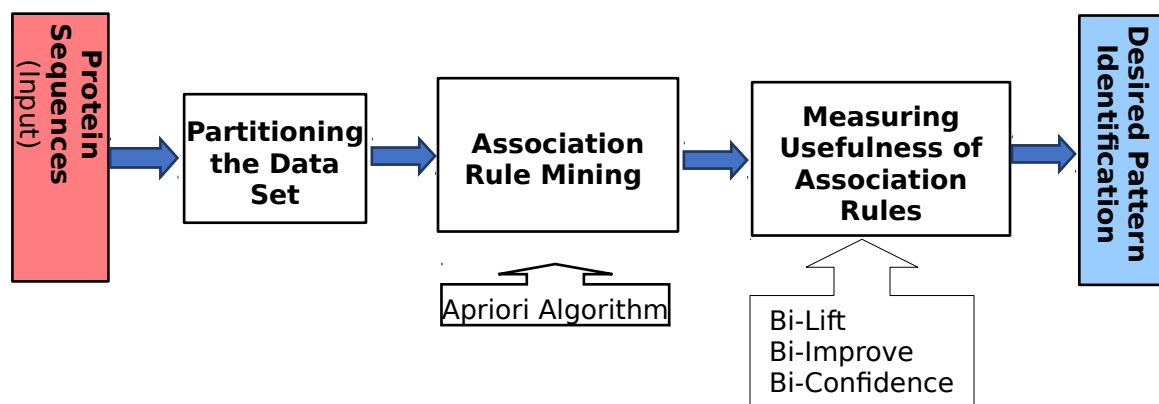 Protein
Sequences
(Input)
Partitioning
the Data
Set
Association
Rule Mining
Apriori Algorithm
Measuring
Usefulness of
Association
Rules
Bi-Lift
Bi-Improve
Bi-Confidence
Desired Pattern
Identification